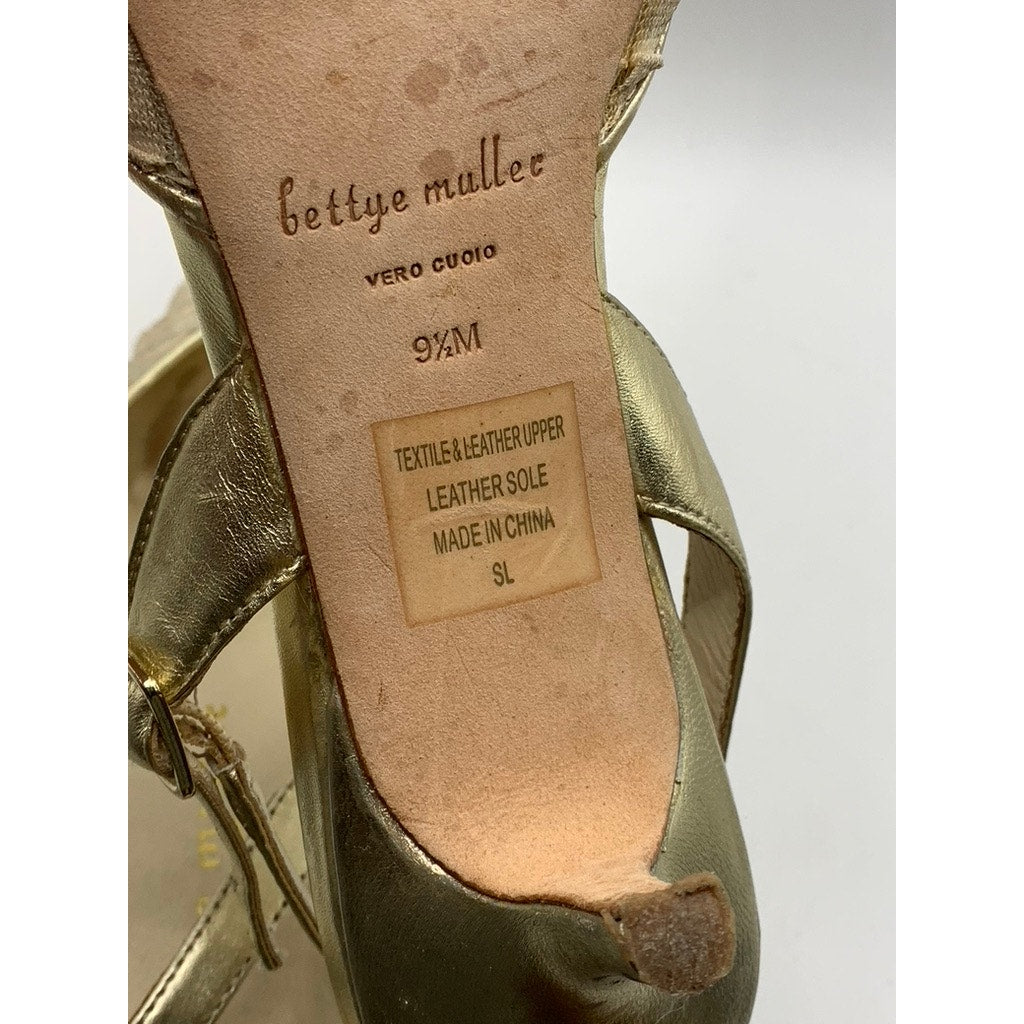 bettye muller
VERO CUOIO
9½M
TEXTILE & LEATHER UPPER
LEATHER SOLE
MADE IN CHINA
SL